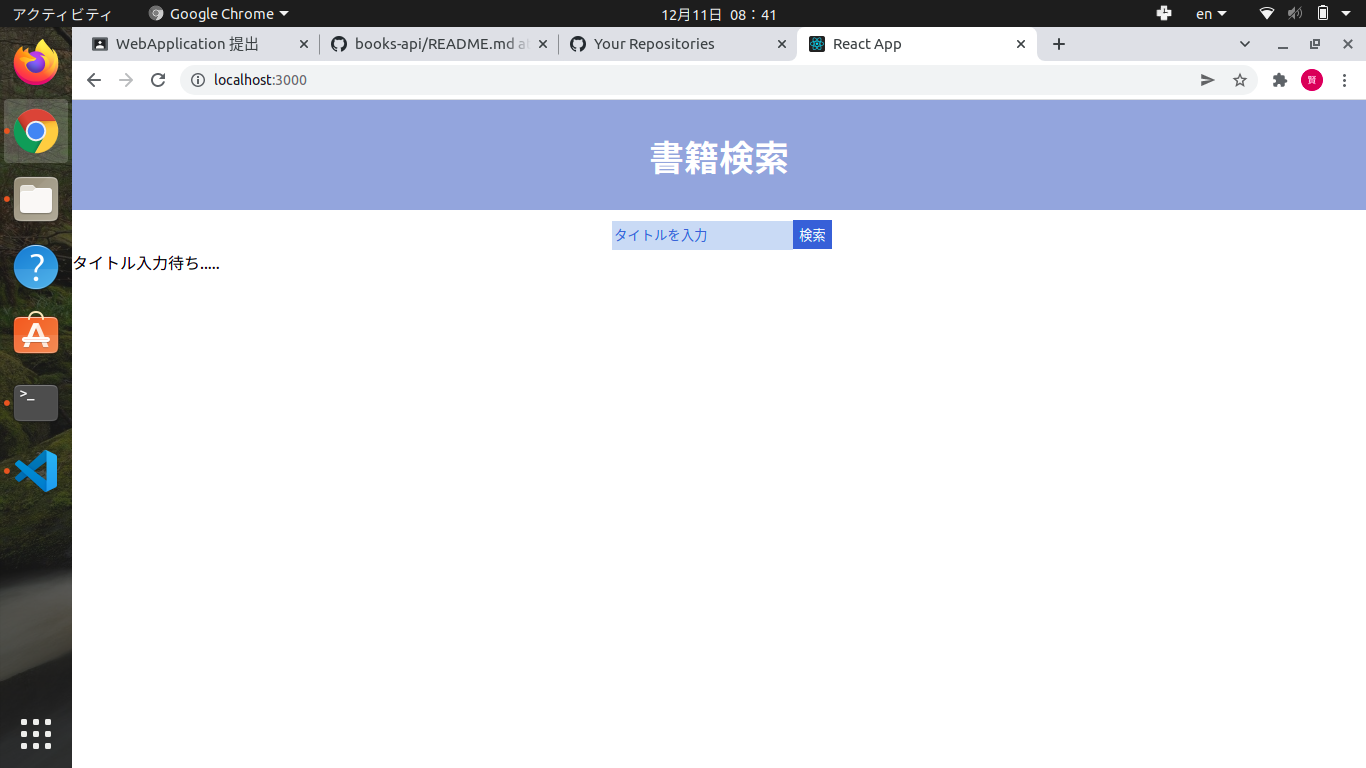 アクティビティ Google Chrome 12月11日 08：41 en
WebApplication 提出 books-api/README.md a Your Repositories React App
localhost:3000 賢
書籍検索
タイトルを入力 検索
タイトル入力待ち.....